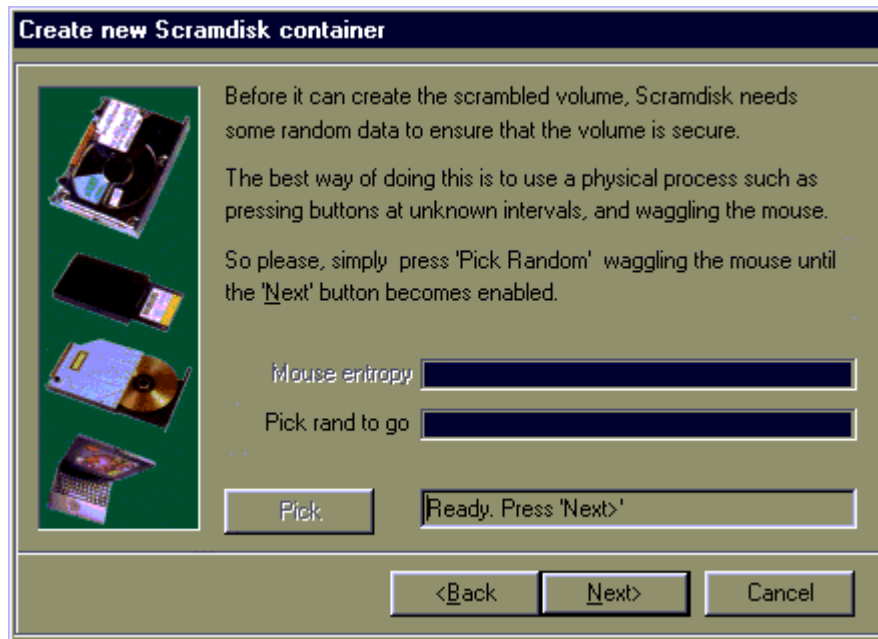 Create new Scramdisk container
Before it can create the scrambled volume, Scramdisk needs
some random data to ensure that the volume is secure.
The best way of doing this is to use a physical process such as
pressing buttons at unknown intervals, and waggling the mouse.
So please, simply press 'Pick Random' waggling the mouse until
the 'Next' button becomes enabled.
Mouse entropy
Pick rand to go
Pick
Ready. Press 'Next>'
<Back
Next>
Cancel